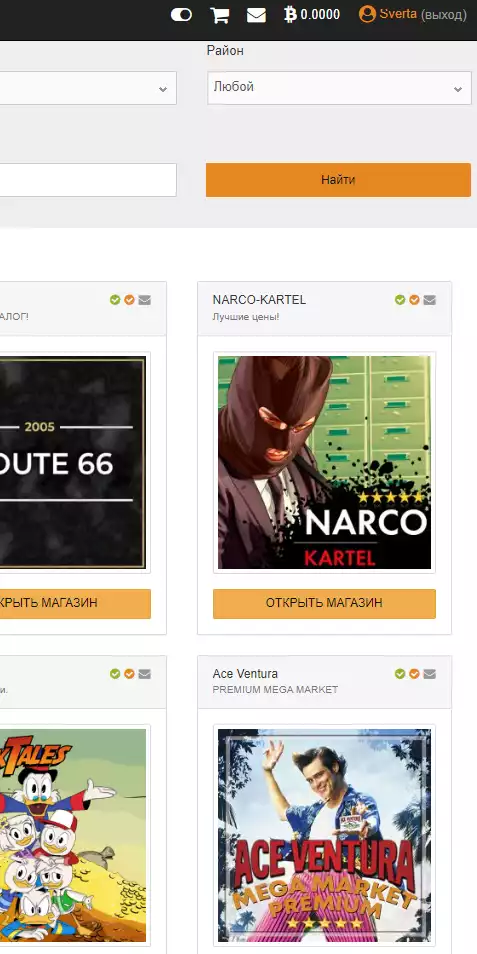 0.0000 Sverta (выход)
Район
Любой
Найти
АЛОГ!
NARCO-KARTEL
Лучшие цены!
2005
OUTE 66
NARCO
KARTEL
КРЫТЬ МАГАЗИН
ОТКРЫТЬ МАГАЗИН
и.
Ace Ventura
PREMIUM MEGA MARKET
KTALES
ACE VENTURA
MEGA MARKET
PREMIUM